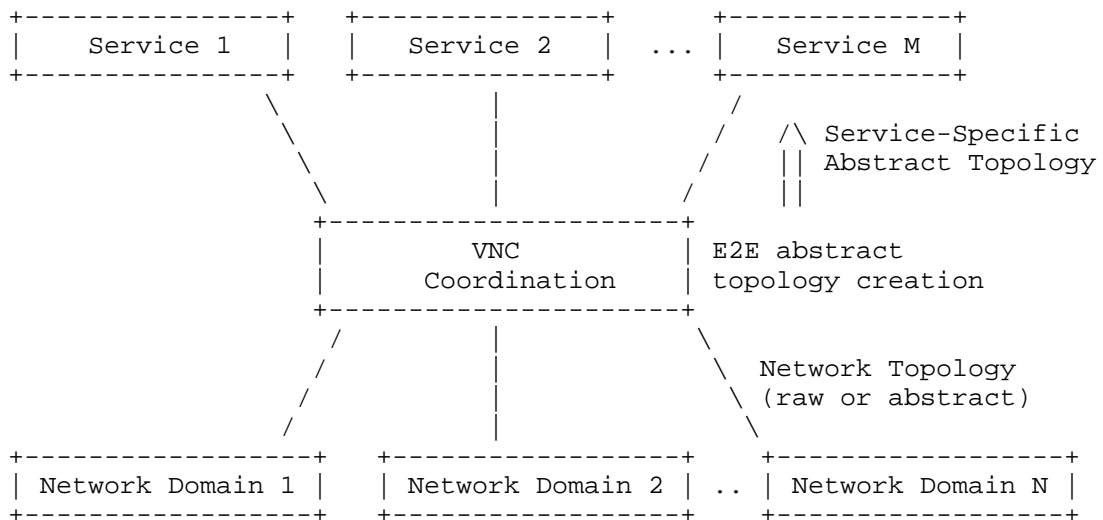 Service 1 Service 2 ... Service M
/\ Service-Specific
|| Abstract Topology
||
VNC E2E abstract
Coordination topology creation
Network Topology
(raw or abstract)
Network Domain 1 Network Domain 2 .. Network Domain N